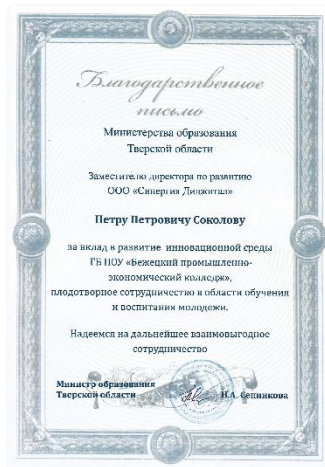 Благодарственное
письмо
Министерства образования
Тверской области
Заместителю директора по развитию
ООО «Синергия Диджитал»
Петру Петровичу Соколову
за вклад в развитие инновационной среды
ГБ ПОУ «Бежецкий промышленно-
экономический колледж»,
плодотворное сотрудничество в области обучения
и воспитания молодежи.
Надеемся на дальнейшее взаимовыгодное
сотрудничество
Министр образования
Тверской области
Н.А. Сенникова